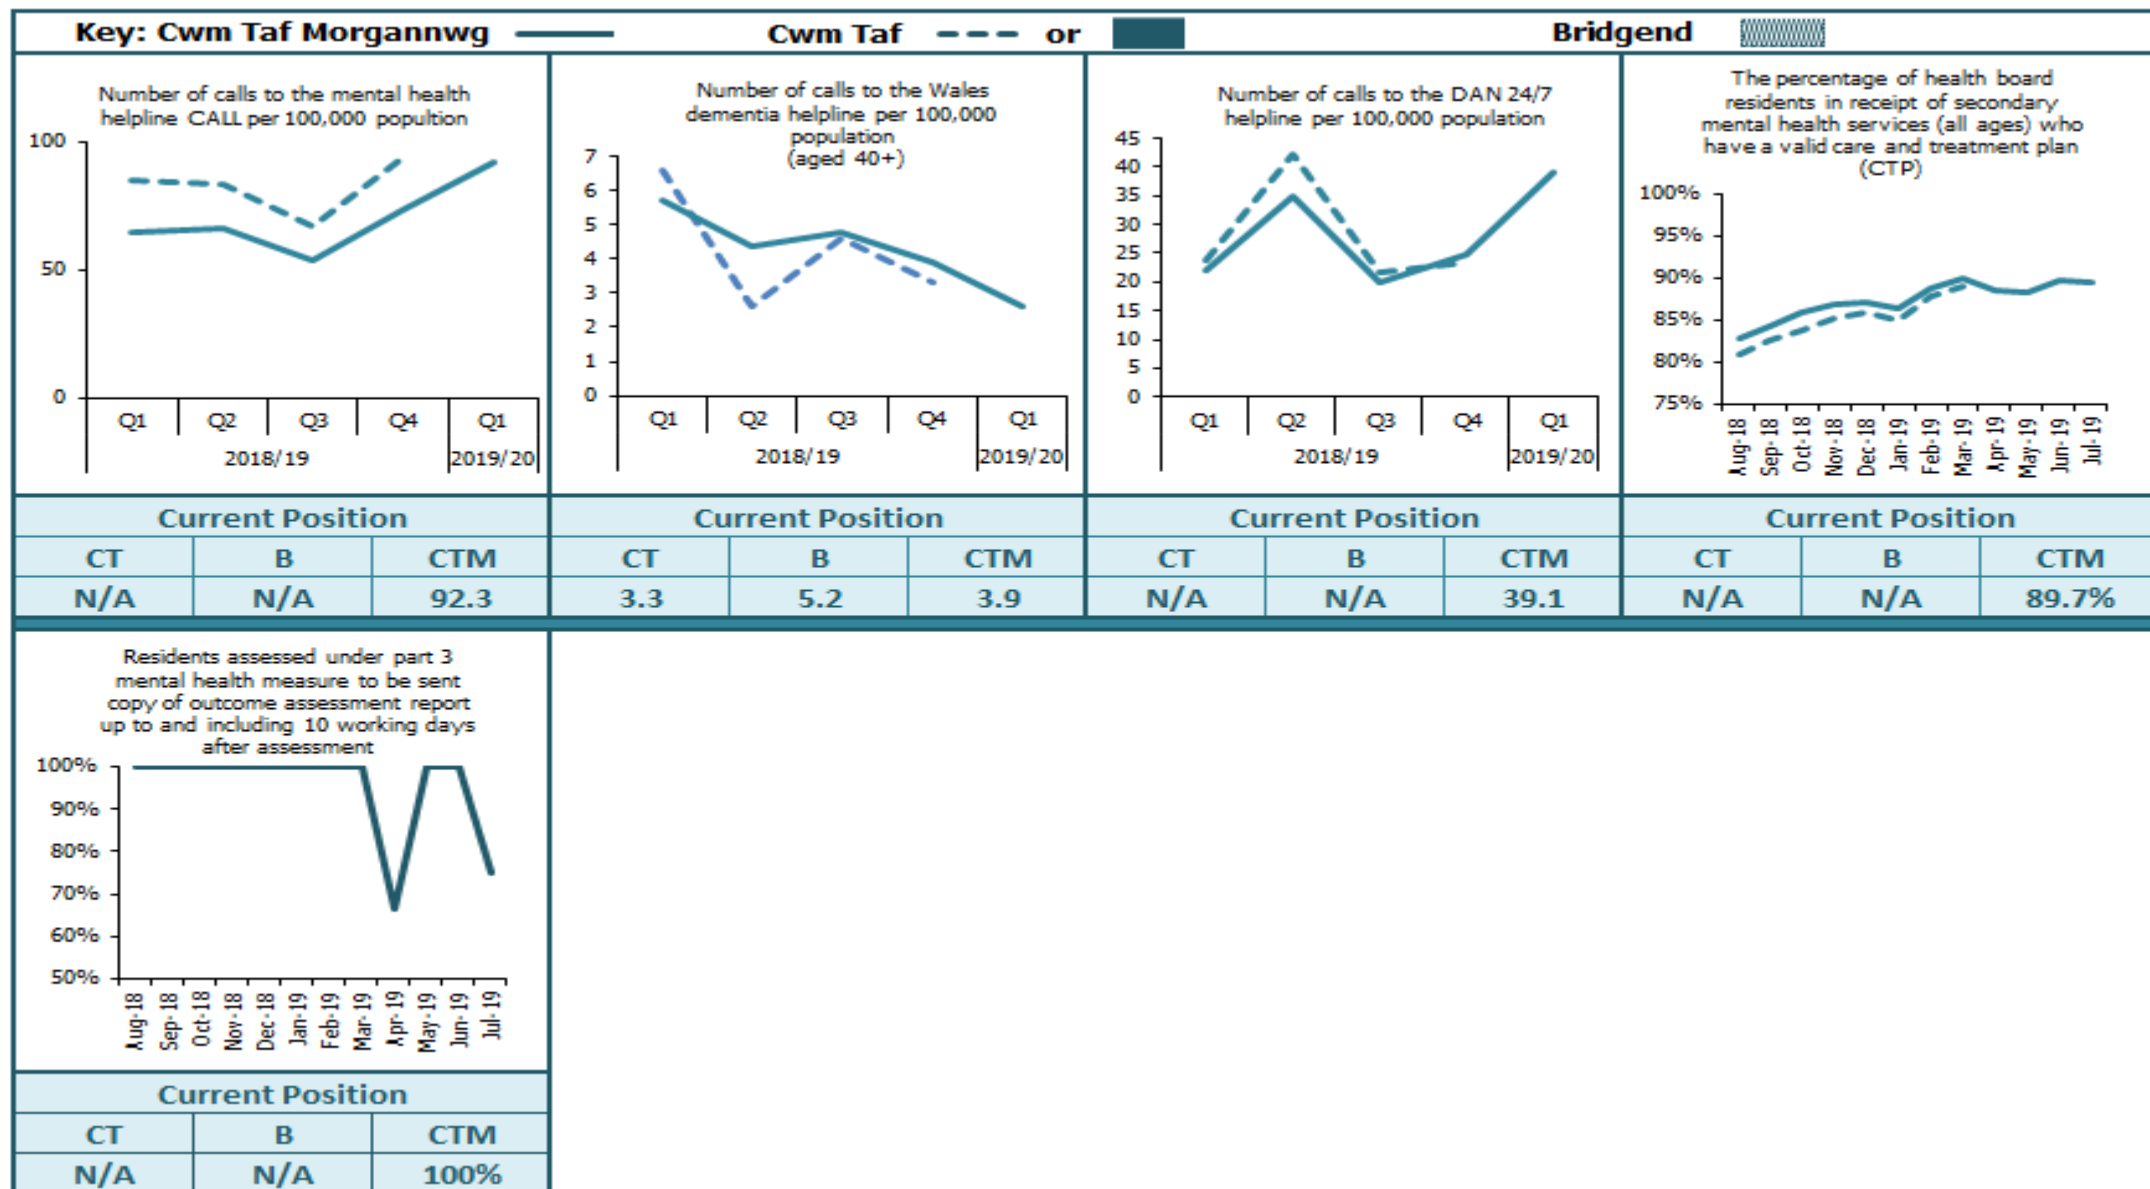 Key: Cwm Taf Morgannwg Cwm Taf or Bridgend
Number of calls to the mental health
helpline CALL per 100,000 popultion
100
50
0
Q1 Q2 Q3 Q4 Q1
2018/19 2019/20
Number of calls to the Wales
dementia helpline per 100,000
population
(aged 40+)
7
6
5
4
3
2
1
0
Q1 Q2 Q3 Q4 Q1
2018/19 2019/20
Number of calls to the DAN 24/7
helpline per 100,000 population
45
40
35
30
25
20
15
10
5
0
Q1 Q2 Q3 Q4 Q1
2018/19 2019/20
The percentage of health board
residents in receipt of secondary
mental health services (all ages) who
have a valid care and treatment plan
(CTP)
100%
95%
90%
85%
80%
75%
Aug-18 Sep-18 Oct-18 Nov-18 Dec-18 Jan-19 Feb-19 Mar-19 Apr-19 May-19 Jun-19 Jul-19
Current Position Current Position Current Position Current Position
CT B CTM CT B CTM CT B CTM CT B CTM
N/A N/A 92.3 3.3 5.2 3.9 N/A N/A 39.1 N/A N/A 89.7%
Residents assessed under part 3
mental health measure to be sent
copy of outcome assessment report
up to and including 10 working days
after assessment
100%
90%
80%
70%
60%
50%
Aug-18 Sep-18 Oct-18 Nov-18 Dec-18 Jan-19 Feb-19 Mar-19 Apr-19 May-19 Jun-19 Jul-19
Current Position
CT B CTM
N/A N/A 100%